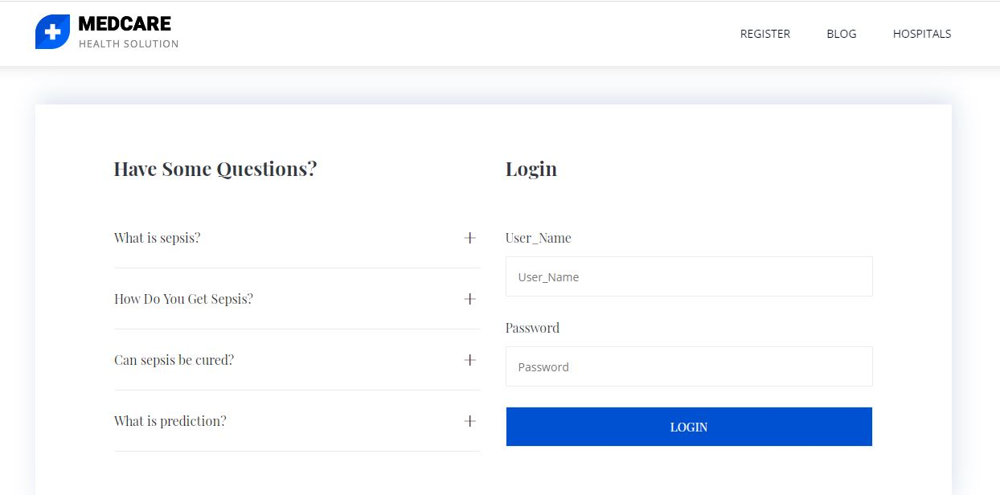 MEDCARE
HEALTH SOLUTION
REGISTER BLOG HOSPITALS
Have Some Questions?
What is sepsis?
How Do You Get Sepsis?
Can sepsis be cured?
What is prediction?
Login
User_Name
User_Name
Password
Password
LOGIN